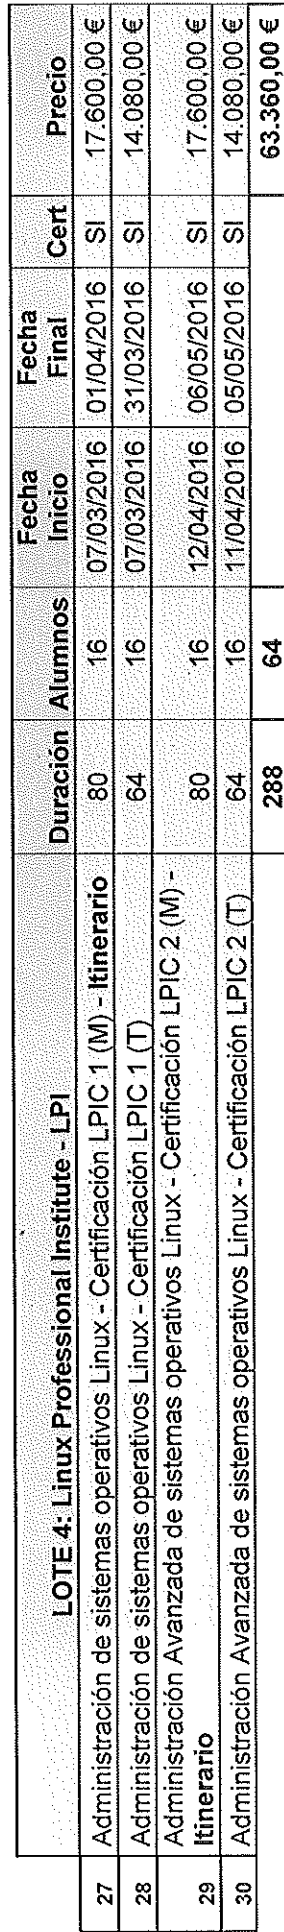 LOTE 4: Linux Professional Institute - LPI Duración Alumnos Fecha Inicio Fecha Final Cert Precio
27 Administración de sistemas operativos Linux - Certificación LPIC 1 (M) - Itinerario 80 16 07/03/2016 01/04/2016 SI 17.600,00 €
28 Administración de sistemas operativos Linux - Certificación LPIC 1 (T) 64 16 07/03/2016 31/03/2016 SI 14.080,00 €
29 Administración Avanzada de sistemas operativos Linux - Certificación LPIC 2 (M) -
Itinerario 80 16 12/04/2016 06/05/2016 SI 17.600,00 €
30 Administración Avanzada de sistemas operativos Linux - Certificación LPIC 2 (T) 64 16 11/04/2016 05/05/2016 SI 14.080,00 €
288 64 63.360,00 €